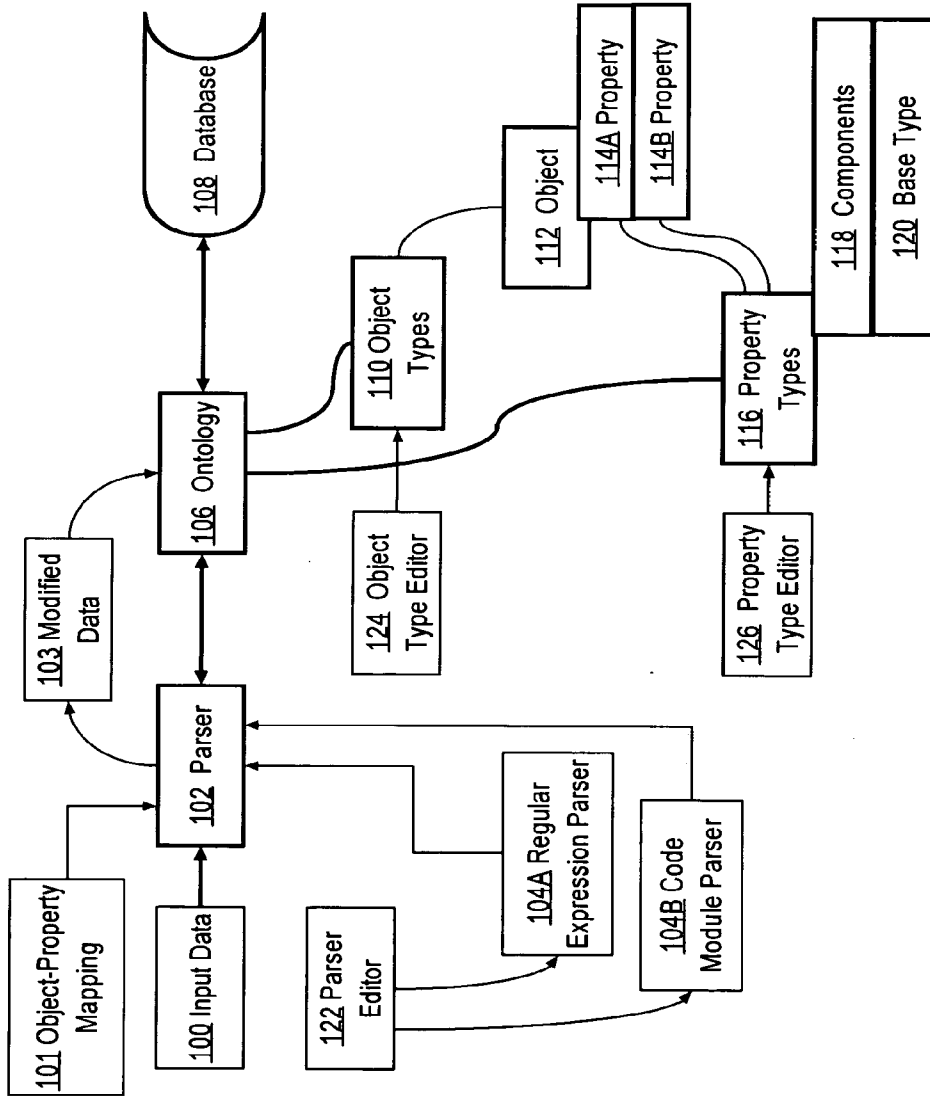 101 Object-Property
Mapping
100 Input Data
102 Parser
103 Modified
Data
106 Ontology
108 Database
122 Parser
Editor
104A Regular
Expression Parser
104B Code
Module Parser
124 Object
Type Editor
110 Object
Types
112 Object
114A Property
114B Property
126 Property
Type Editor
116 Property
Types
118 Components
120 Base Type